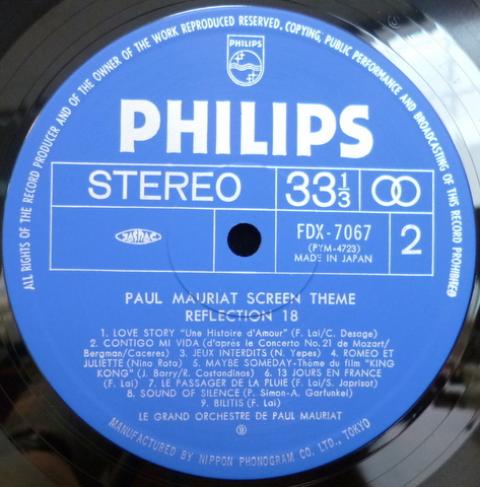 ALL RIGHTS OF THE RECORD PRODUCER AND OF THE OWNER OF THE WORK REPRODUCED RESERVED. COPYING, PUBLIC PERFORMANCE AND BROADCASTING OF THIS RECORD PROHIBITED
PHILIPS
PHILIPS
STEREO 33 1/3
FDX-7067 2
(PYM-4723)
MADE IN JAPAN
PAUL MAURIAT SCREEN THEME
REFLECTION 18
1. LOVE STORY "Une Histoire d'Amour" (F. Lai/C. Desage)
2. CONTIGO MI VIDA (d'après le Concerto No. 21 de Mozart/
Bergman/Caceres) 3. JEUX INTERDITS (N. Yepes) 4. ROMEO ET
JULIETTE (Nino Rota) 5. MAYBE SOMEDAY-Thème du film "KING
KONG" (J. Barry/R. Costandinos) 6. 13 JOURS EN FRANCE
(F. Lai) 7. LE PASSAGER DE LA PLUIE (F. Lai/S. Japrisot)
8. SOUND OF SILENCE (P. Simon-A. Garfunkel)
9. BILITIS (F. Lai)
LE GRAND ORCHESTRE DE PAUL MAURIAT
Ⓟ
MANUFACTURED BY NIPPON PHONOGRAM CO. LTD., TOKYO